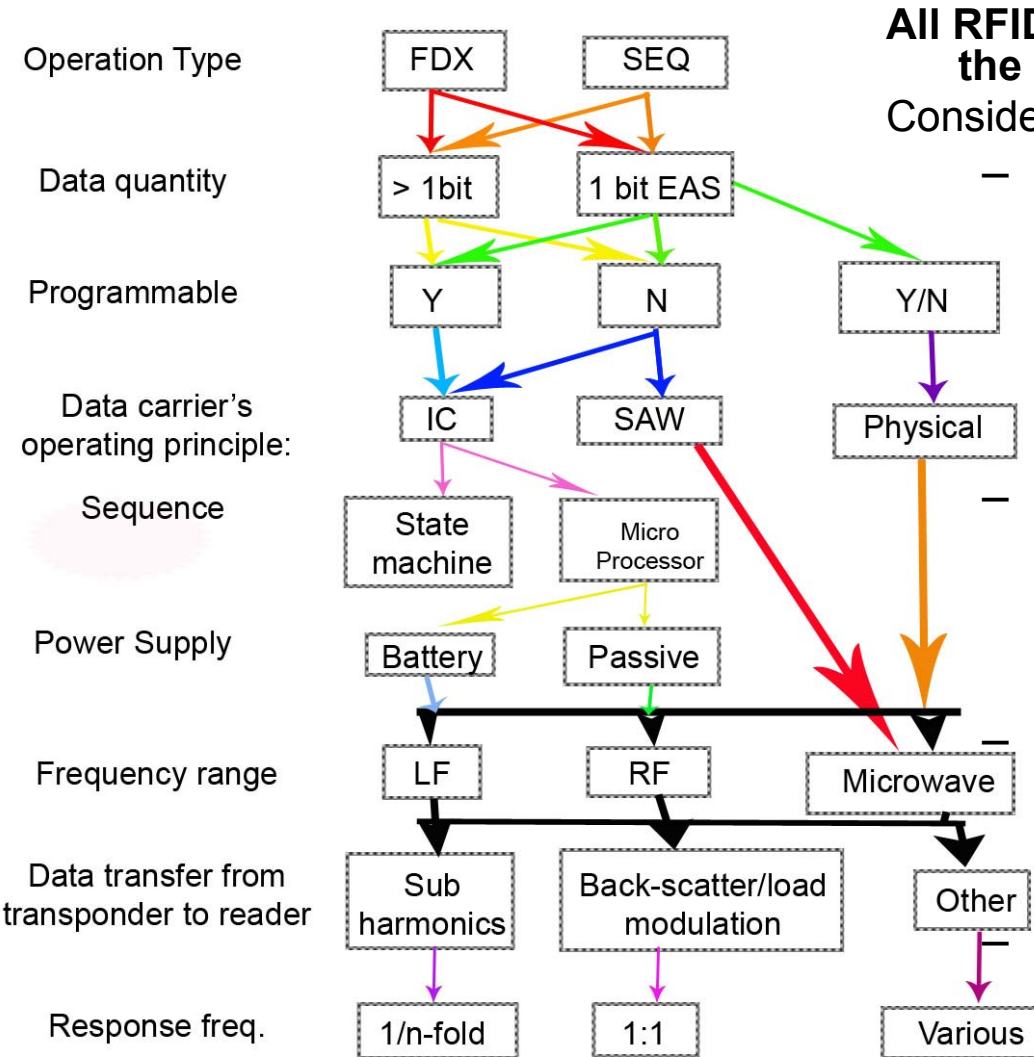 All RFID
the
Conside
Operation Type
FDX
SEQ
Data quantity
> 1bit
1 bit EAS
–
Programmable
Y
N
Y/N
Data carier's
operating principle:
IC
SAW
Physical
Sequence
State
machine
Micro
Processor
–
Power Supply
Battery
Passive
–
Frequency range
LF
RF
Microwave
Data transfer from
transponder to reader
Sub
harmonics
Back-scatter/load
modulation
Other
–
Response freq.
1/n-fold
1:1
Various